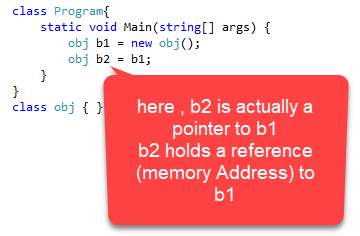 class Program{
static void Main(string[] args) {
obj b1 = new obj();
obj b2 = b1;
}
}
class obj { }
here , b2 is actually a
pointer to b1
b2 holds a reference
(memory Address) to
b1